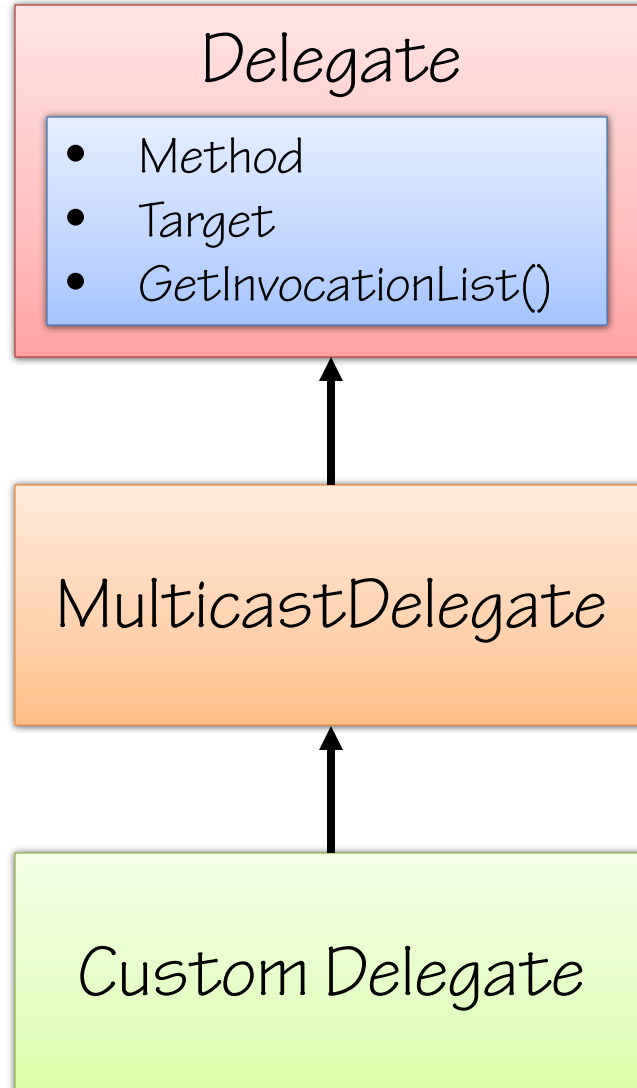 Delegate
• Method
• Target
• GetInvocationList()
MulticastDelegate
Custom Delegate